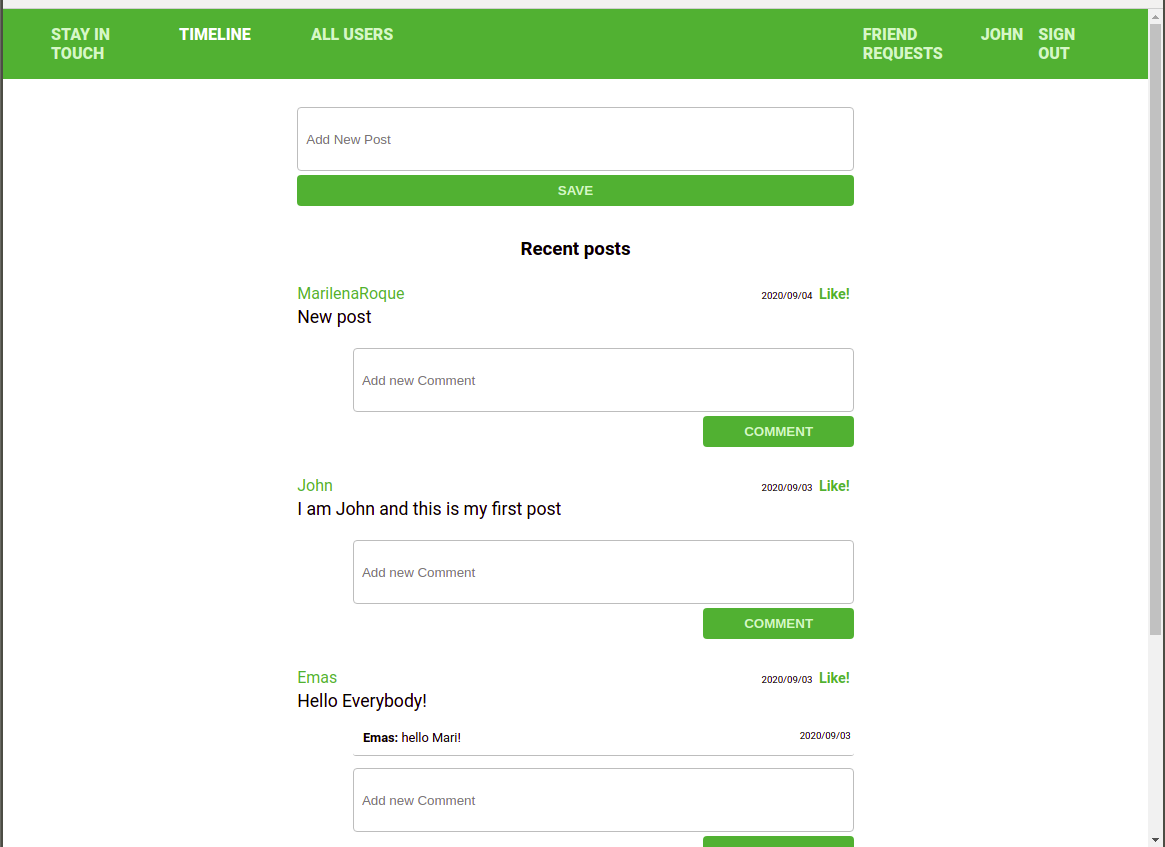 STAY IN TOUCH
TIMELINE
ALL USERS
FRIEND REQUESTS
JOHN
SIGN OUT
Add New Post
SAVE
Recent posts
MarilenaRoque 2020/09/04 Like!
New post
Add new Comment
COMMENT
John 2020/09/03 Like!
I am John and this is my first post
Add new Comment
COMMENT
Emas 2020/09/03 Like!
Hello Everybody!
Emas: hello Mari! 2020/09/03
Add new Comment